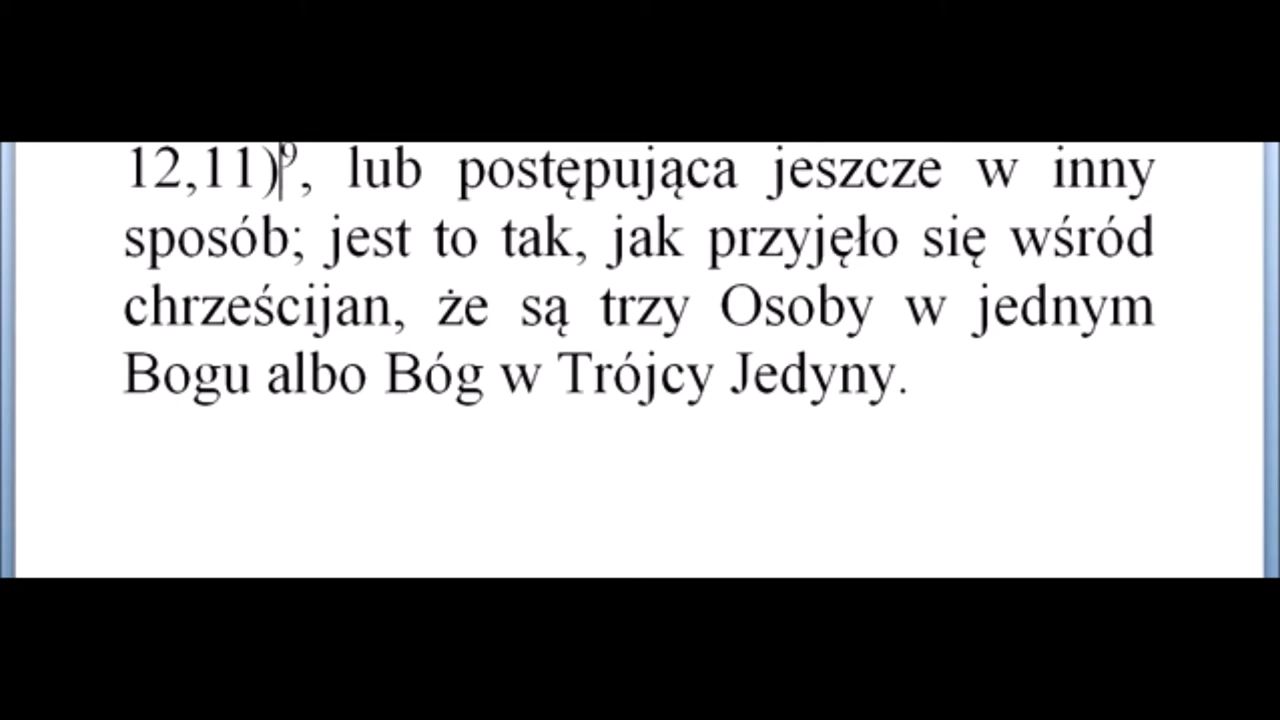 12,11)⁹, lub postępująca jeszcze w inny
sposób; jest to tak, jak przyjęło się wśród
chrześcijan, że są trzy Osoby w jednym
Bogu albo Bóg w Trójcy Jedyny.